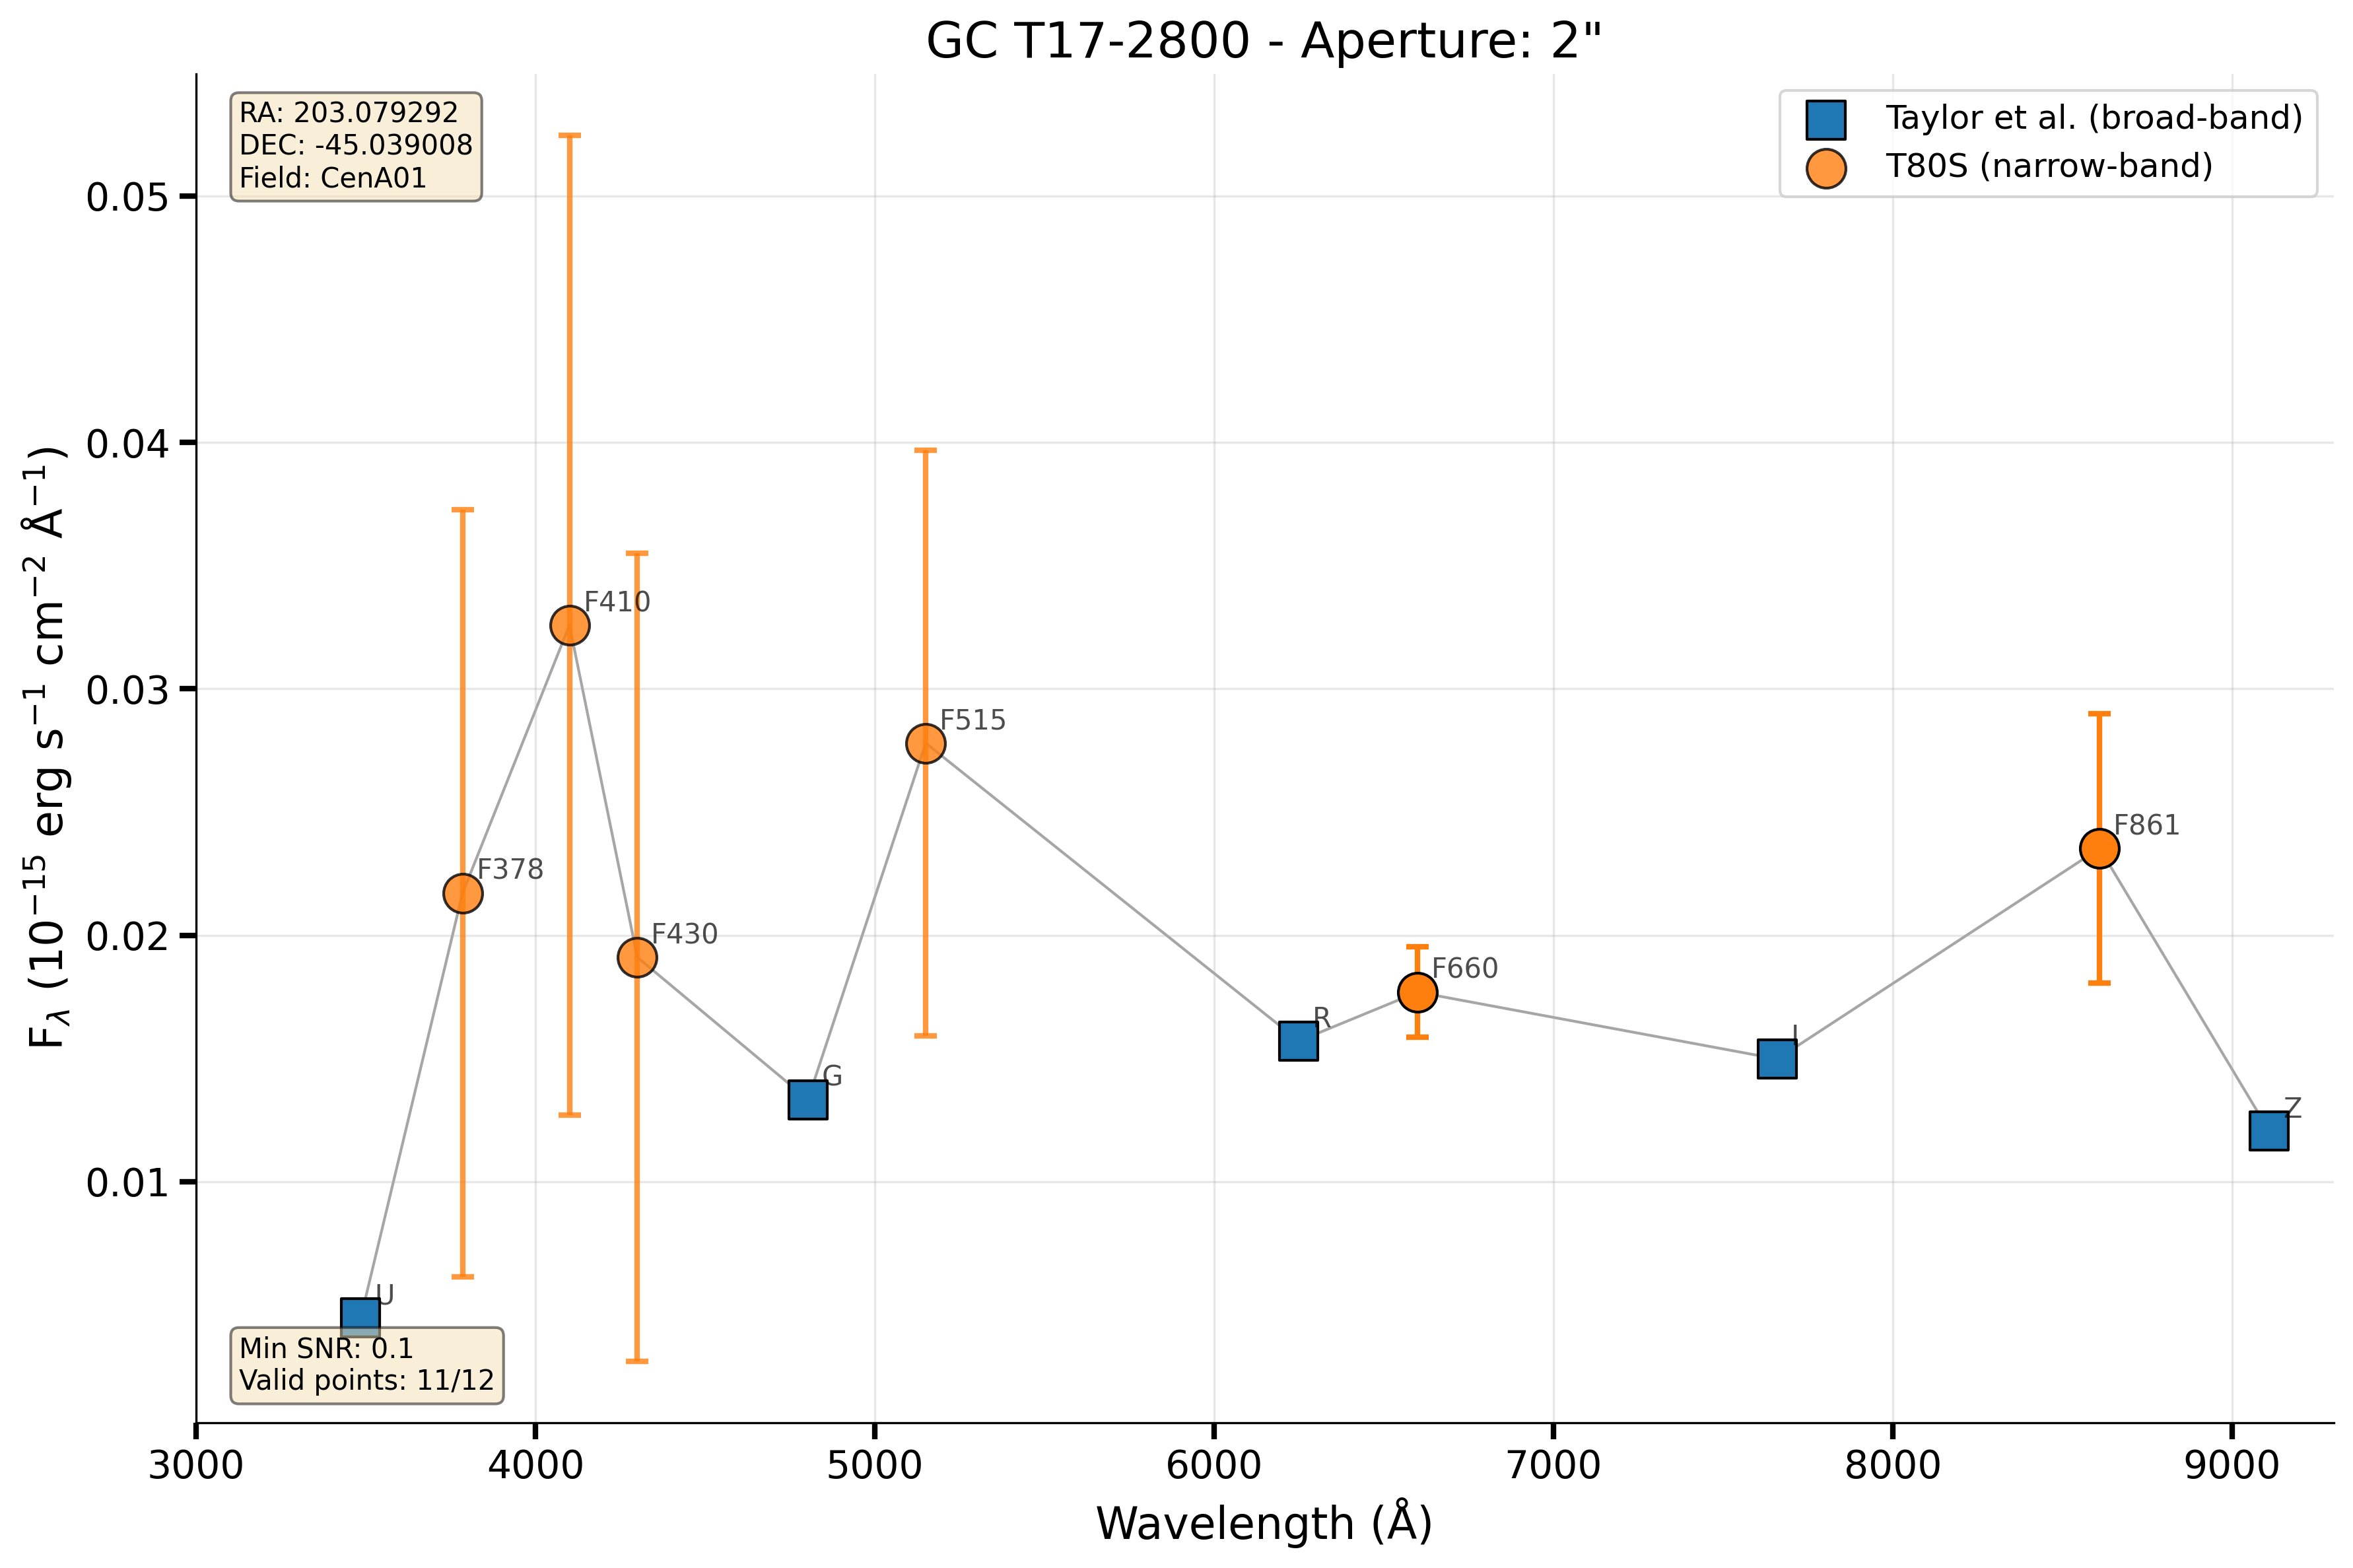 GC T17-2800 - Aperture: 2"
RA: 203.079292
DEC: -45.039008
Field: CenA01
Taylor et al. (broad-band)
T80S (narrow-band)
0.05
0.04
0.03
0.02
0.01
F_λ (10⁻¹⁵ erg s⁻¹ cm⁻² Å⁻¹)
F410
F515
F378
F861
F430
F660
R
I
G
Z
U
Min SNR: 0.1
Valid points: 11/12
3000 4000 5000 6000 7000 8000 9000
Wavelength (Å)